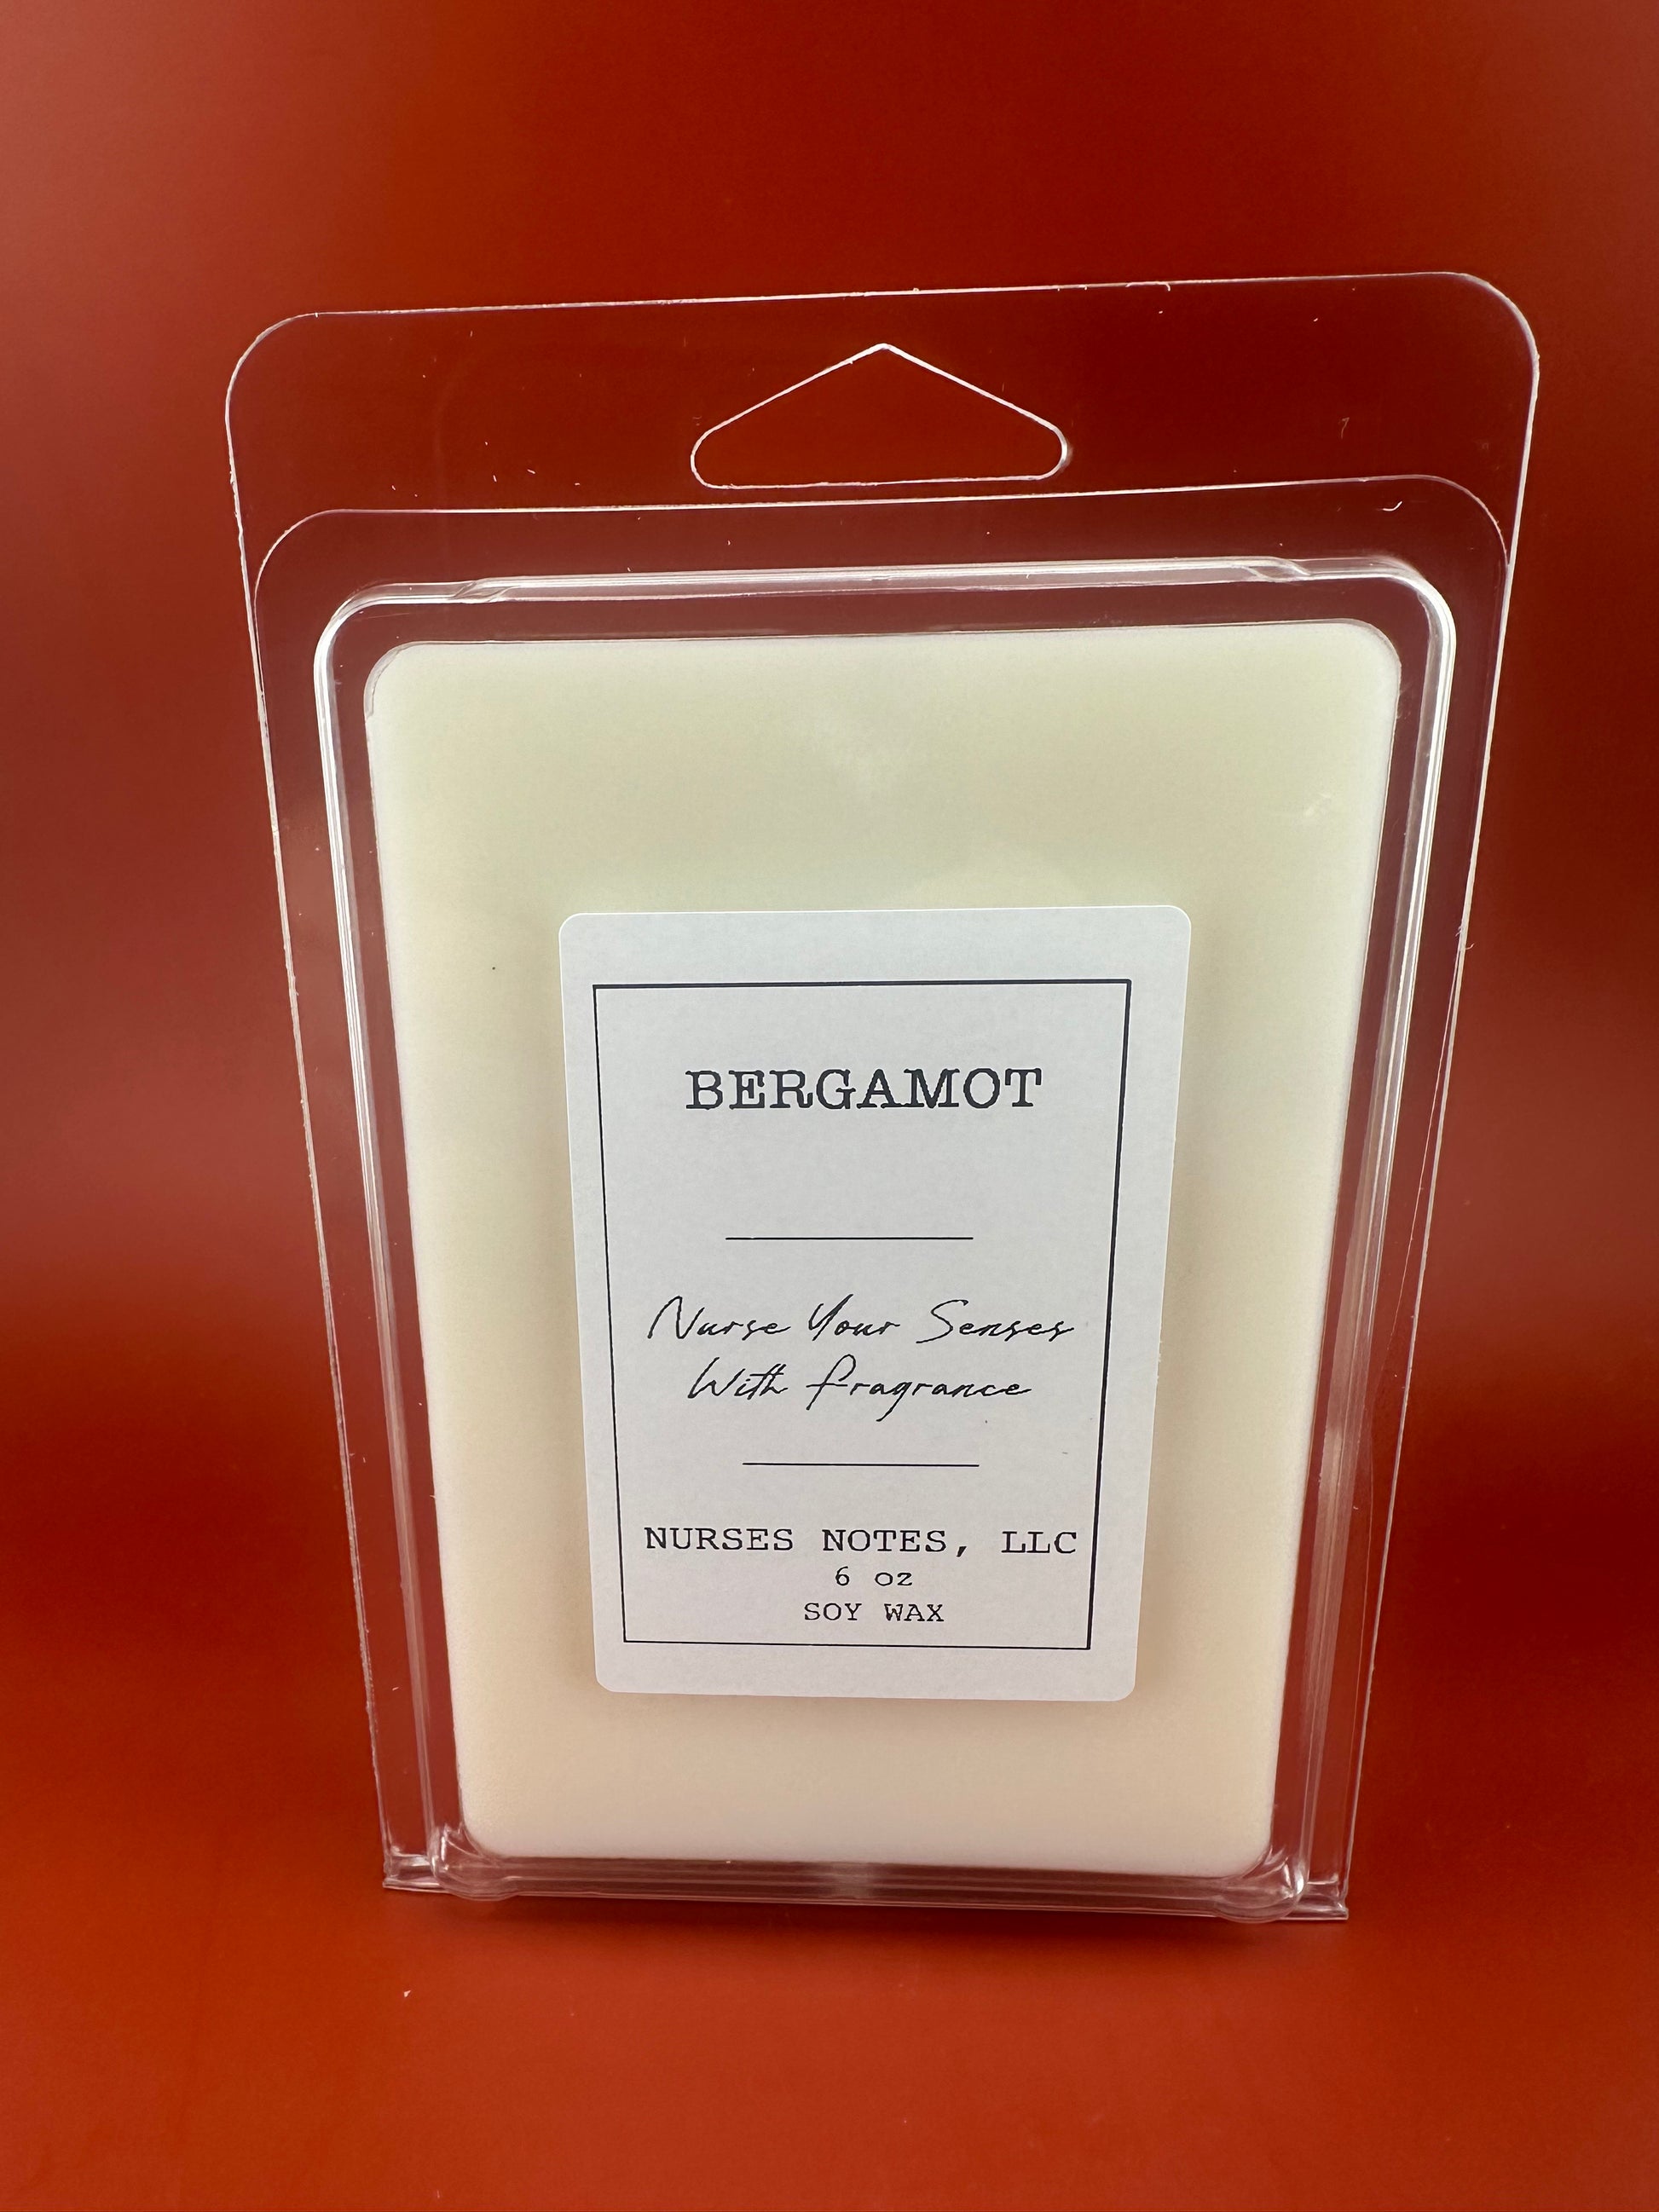 BERGAMOT
Nurse Your Senses
With fragrance
NURSES NOTES, LLC
6 oz
SOY WAX